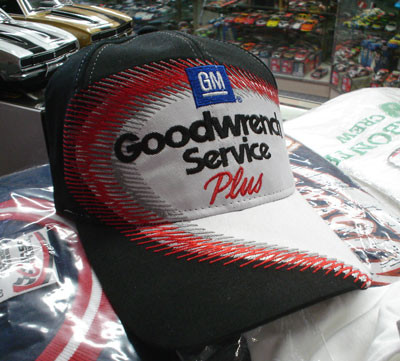 GM
Goodwrench
Service
Plus